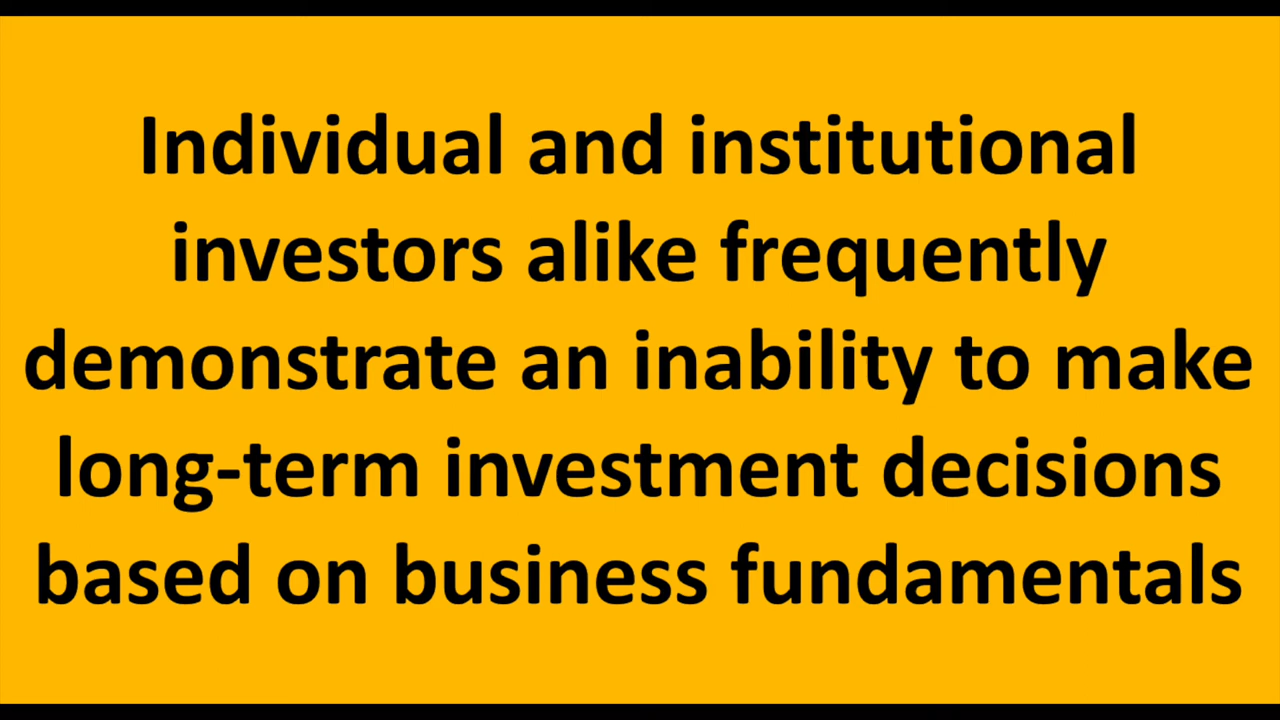 Individual and institutional
investors alike frequently
demonstrate an inability to make
long-term investment decisions
based on business fundamentals